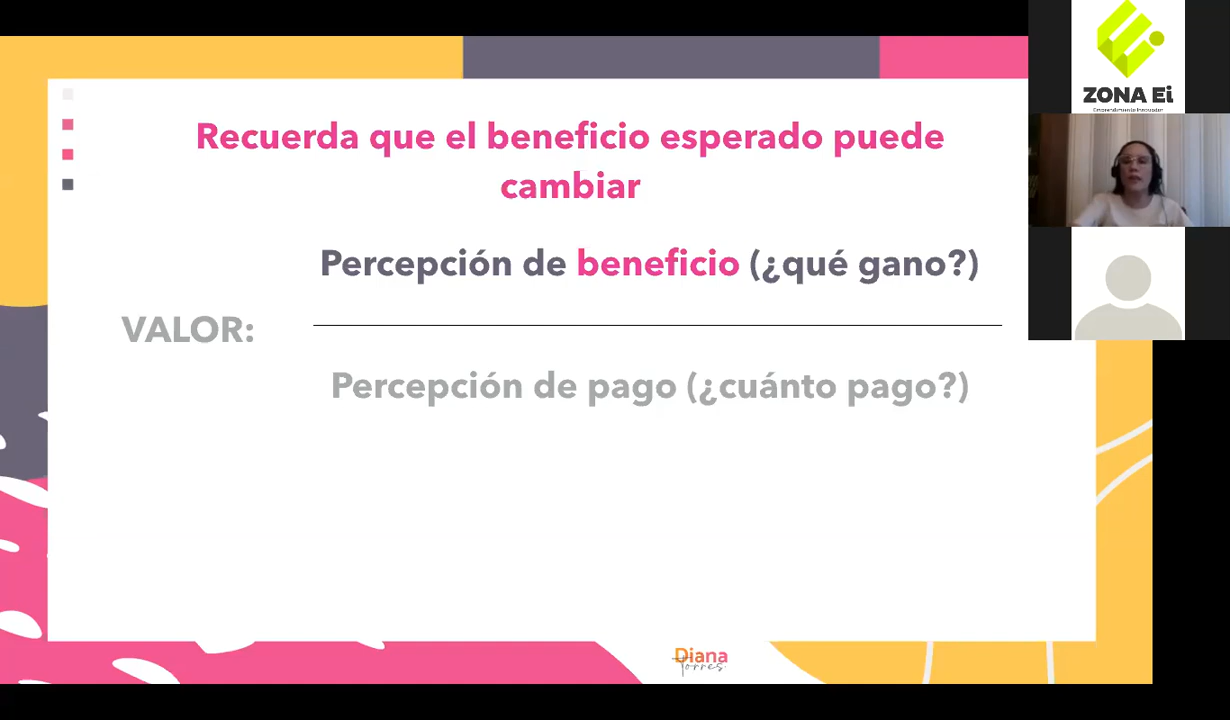 Recuerda que el beneficio esperado puede
cambiar
Percepción de beneficio (¿qué gano?)
VALOR:
Percepción de pago (¿cuánto pago?)
Diana
Torres
ZONA Ei